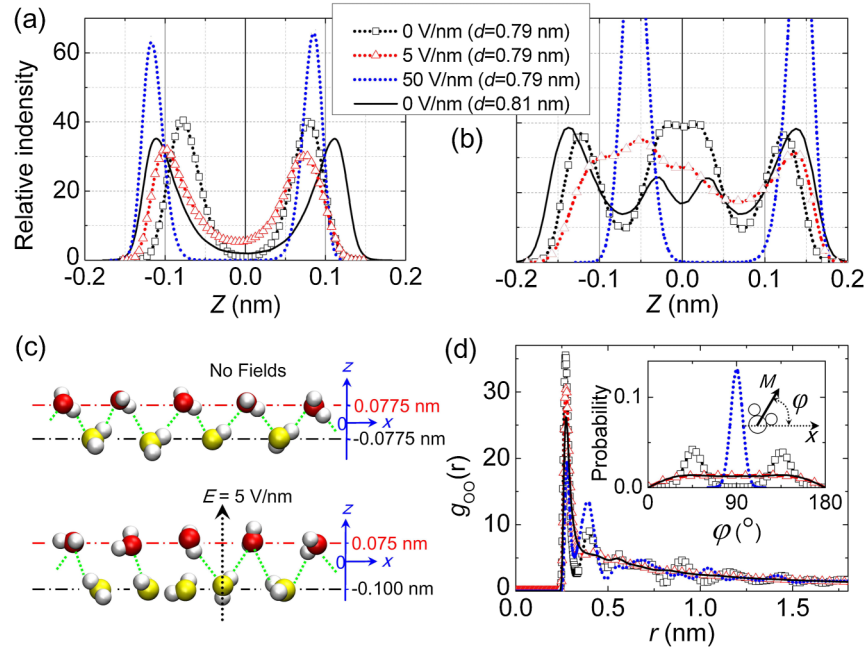 (a)
Relative indensity
60
40
20
0
-0.2 -0.1 0.0 0.1 0.2
Z (nm)
0 V/nm (d=0.79 nm)
5 V/nm (d=0.79 nm)
50 V/nm (d=0.79 nm)
0 V/nm (d=0.81 nm)
(b)
-0.2 -0.1 0.0 0.1 0.2
Z (nm)
(c)
No Fields
z
0.0775 nm
0 x
-0.0775 nm
E = 5 V/nm
z
0.075 nm
0 x
-0.100 nm
(d)
gOO(r)
35
30
25
20
15
10
5
0
0.0 0.5 1.0 1.5
r (nm)
Probability
0.1
0.0
0 90 180
φ (°)
M
φ
x